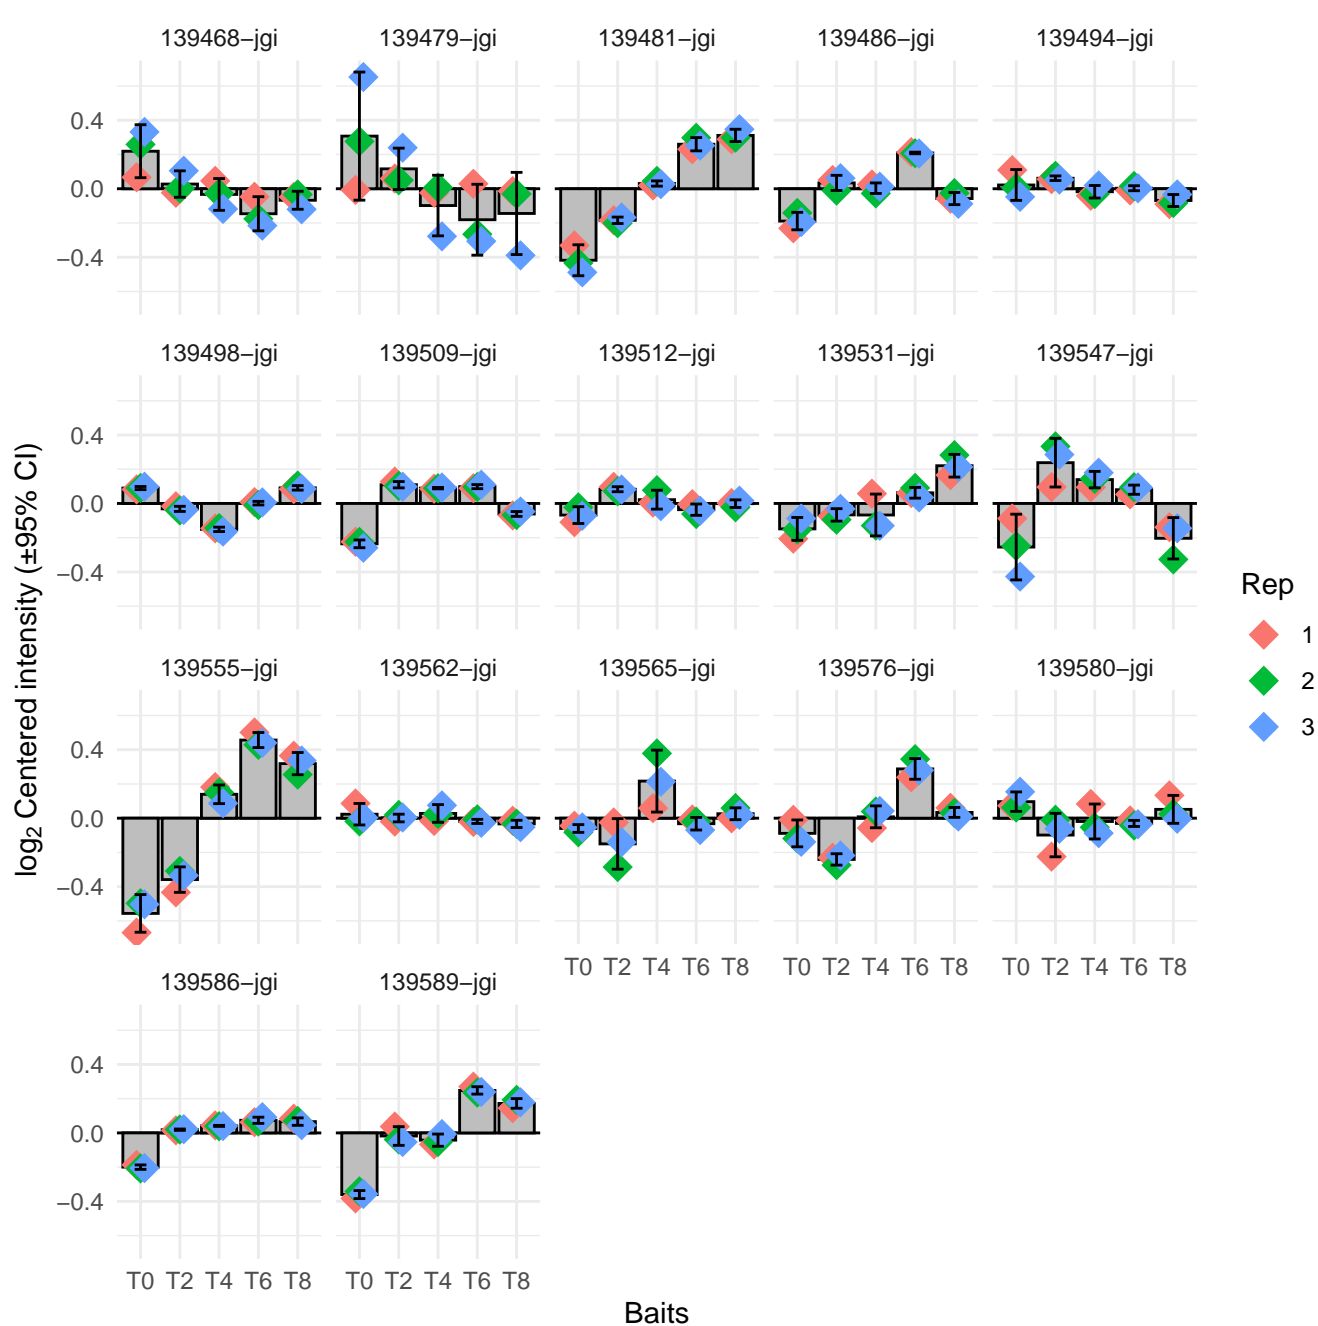 139468−jgi 139479−jgi 139481−jgi 139486−jgi 139494−jgi
0.4
0.0
−0.4
139498−jgi 139509−jgi 139512−jgi 139531−jgi 139547−jgi
0.4
0.0
−0.4
139555−jgi 139562−jgi 139565−jgi 139576−jgi 139580−jgi
0.4
0.0
−0.4
T0 T2 T4 T6 T8 T0 T2 T4 T6 T8 T0 T2 T4 T6 T8
139586−jgi 139589−jgi
0.4
0.0
−0.4
T0 T2 T4 T6 T8 T0 T2 T4 T6 T8
Baits
log2 Centered intensity (±95% CI)
Rep
1
2
3